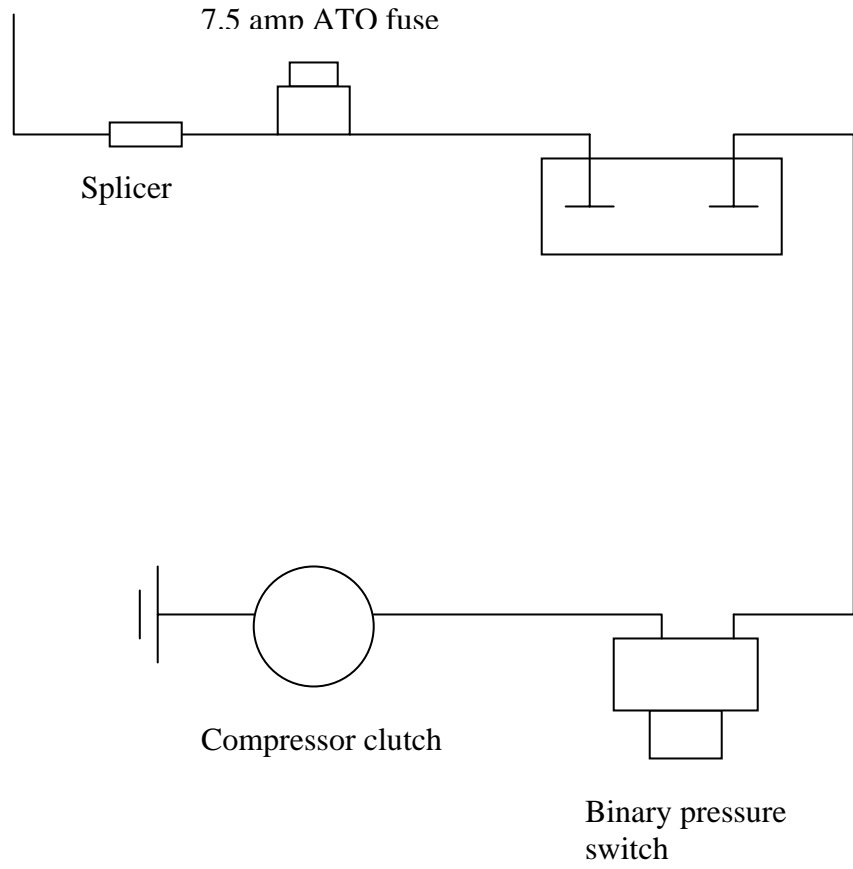 7.5 amp ATO fuse
Splicer
Compressor clutch
Binary pressure
switch